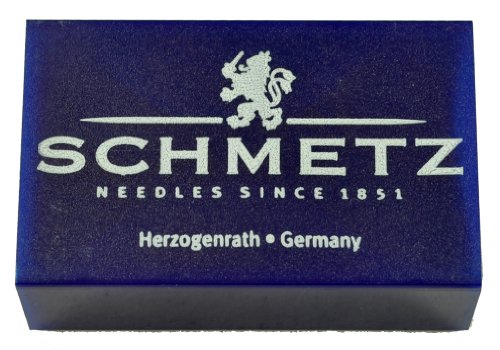 SCHMETZ
NEEDLES SINCE 1851
Herzogenrath • Germany